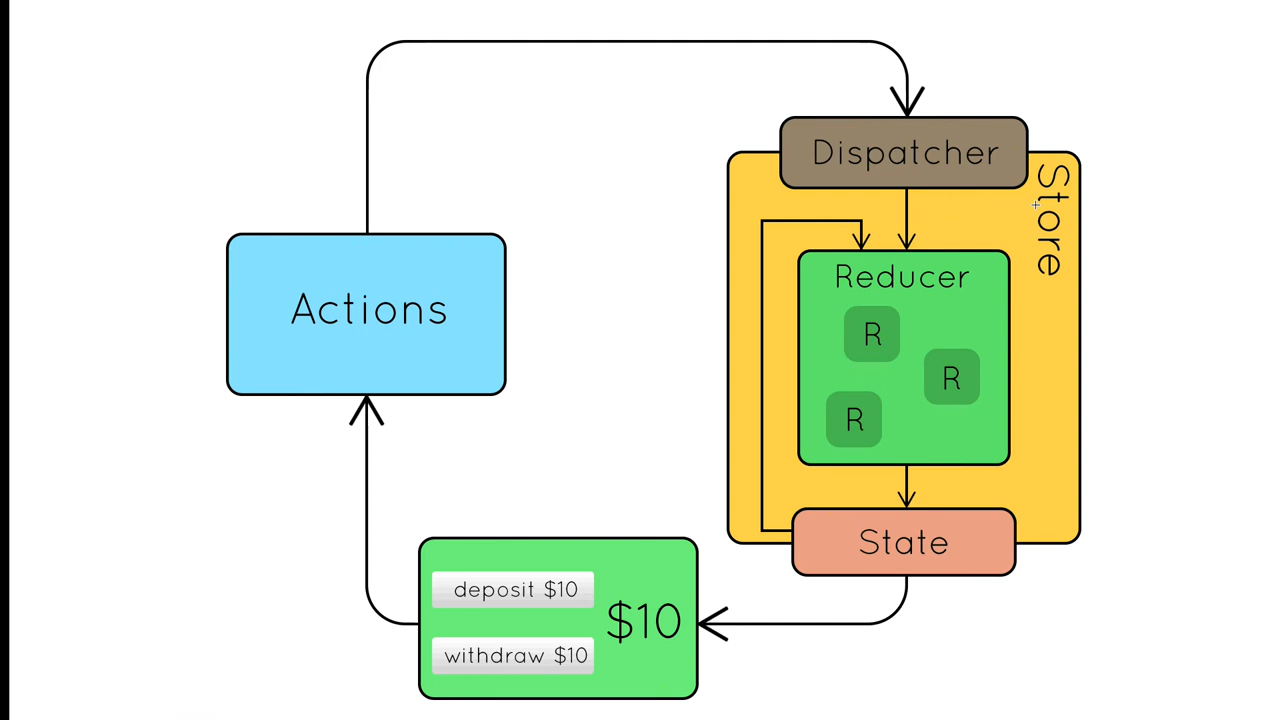 Dispatcher
Store
Reducer
Actions
R
R
R
State
deposit $10
$10
withdraw $10